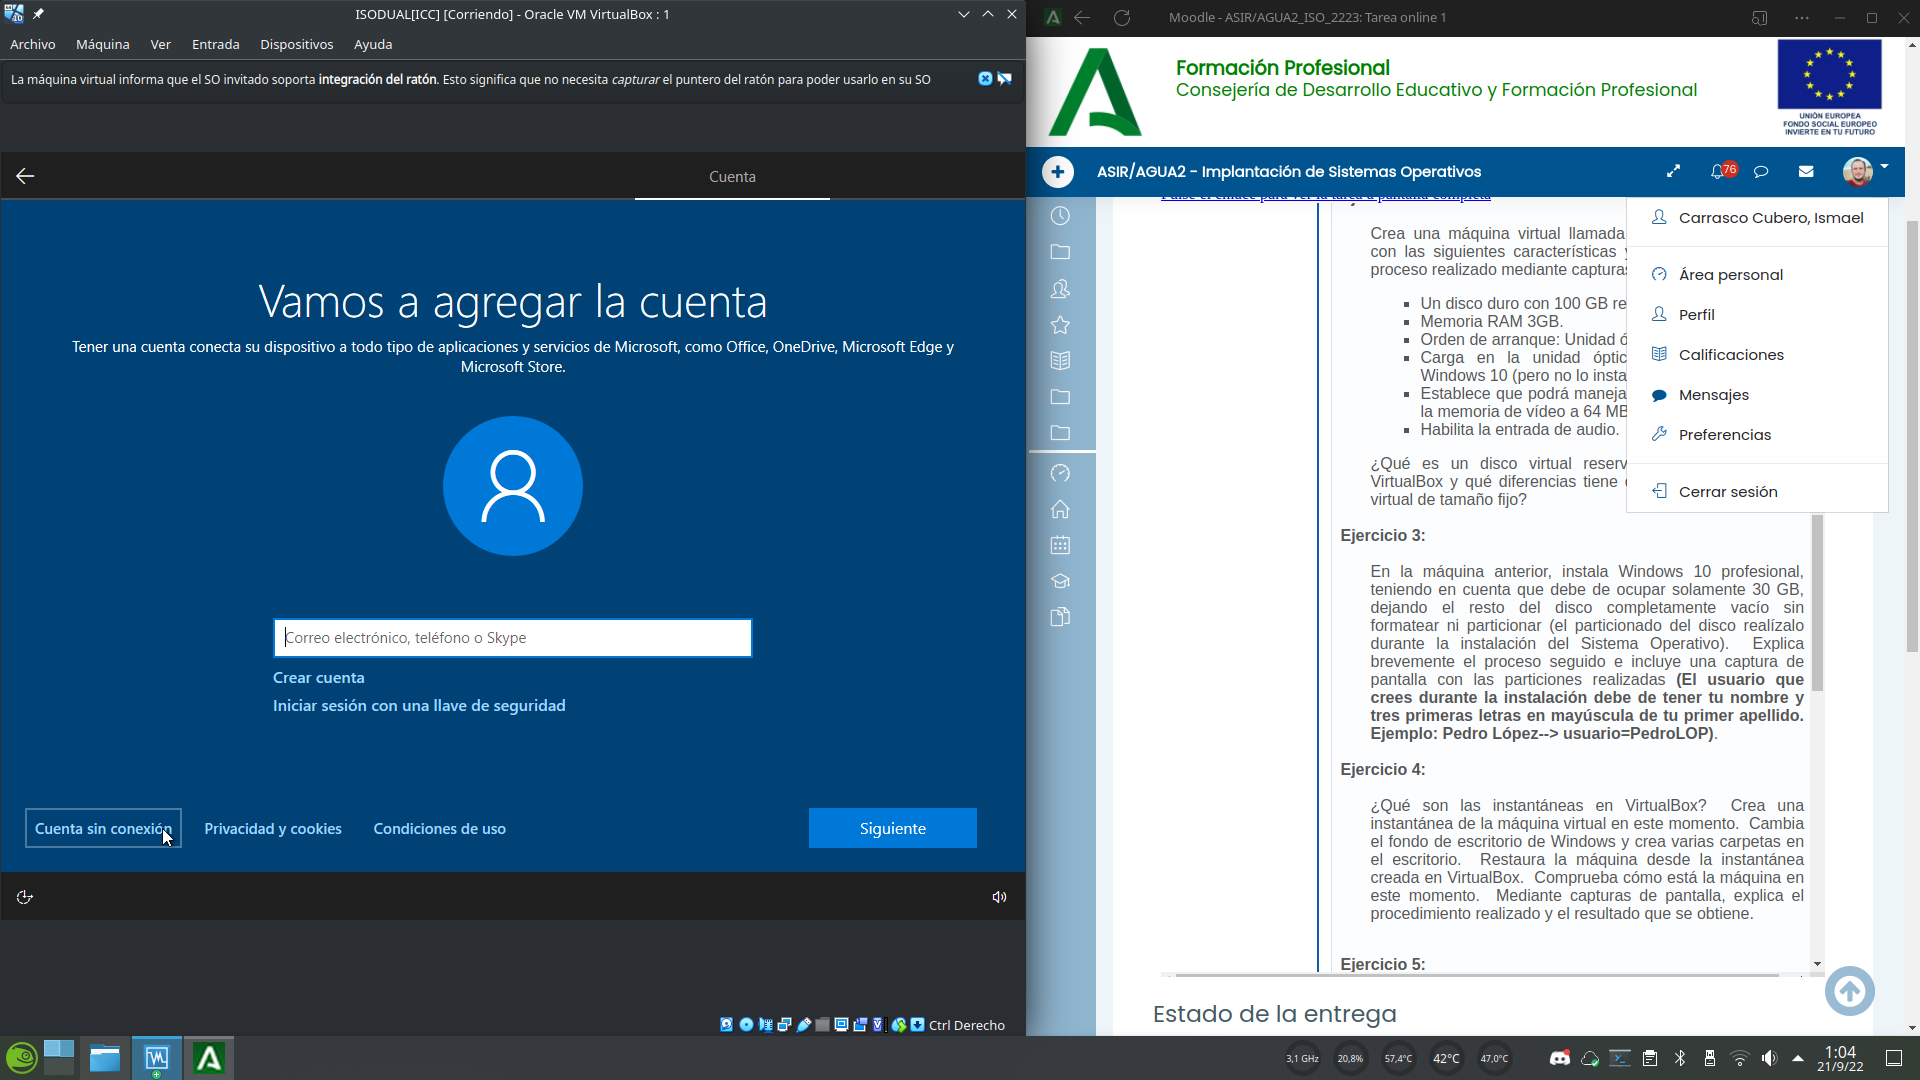 ISODUAL[ICC] [Corriendo] - Oracle VM VirtualBox : 1
Archivo Máquina Ver Entrada Dispositivos Ayuda
La máquina virtual informa que el SO invitado soporta integración del ratón. Esto significa que no necesita capturar el puntero del ratón para poder usarlo en su SO
Cuenta
Vamos a agregar la cuenta
Tener una cuenta conecta su dispositivo a todo tipo de aplicaciones y servicios de Microsoft, como Office, OneDrive, Microsoft Edge y
Microsoft Store.
Correo electrónico, teléfono o Skype
Crear cuenta
Iniciar sesión con una llave de seguridad
Cuenta sin conexión Privacidad y cookies Condiciones de uso Siguiente
Ctrl Derecho
Moodle - ASIR/AGUA2_ISO_2223: Tarea online 1
Formación Profesional
Consejería de Desarrollo Educativo y Formación Profesional
UNIÓN EUROPEA
FONDO SOCIAL EUROPEO
INVIERTE EN TU FUTURO
ASIR/AGUA2 - Implantación de Sistemas Operativos
76
Pulse el enlace para ver la tarea a pantalla completa
Crea una máquina virtual llamada
con las siguientes características y
proceso realizado mediante capturas
Un disco duro con 100 GB re
Memoria RAM 3GB.
Orden de arranque: Unidad ó
Carga en la unidad óptic
Windows 10 (pero no lo insta
Establece que podrá maneja
la memoria de vídeo a 64 MB
Habilita la entrada de audio.
¿Qué es un disco virtual reserv
VirtualBox y qué diferencias tiene
virtual de tamaño fijo?
Carrasco Cubero, Ismael
Área personal
Perfil
Calificaciones
Mensajes
Preferencias
Cerrar sesión
Ejercicio 3:
En la máquina anterior, instala Windows 10 profesional,
teniendo en cuenta que debe de ocupar solamente 30 GB,
dejando el resto del disco completamente vacío sin
formatear ni particionar (el particionado del disco realízalo
durante la instalación del Sistema Operativo). Explica
brevemente el proceso seguido e incluye una captura de
pantalla con las particiones realizadas (El usuario que
crees durante la instalación debe de tener tu nombre y
tres primeras letras en mayúscula de tu primer apellido.
Ejemplo: Pedro López--> usuario=PedroLOP).
Ejercicio 4:
¿Qué son las instantáneas en VirtualBox? Crea una
instantánea de la máquina virtual en este momento. Cambia
el fondo de escritorio de Windows y crea varias carpetas en
el escritorio. Restaura la máquina desde la instantánea
creada en VirtualBox. Comprueba cómo está la máquina en
este momento. Mediante capturas de pantalla, explica el
procedimiento realizado y el resultado que se obtiene.
Ejercicio 5:
Estado de la entrega
3,1 GHz 20,8% 57,4°C 42°C 47,0°C
1:04
21/9/22